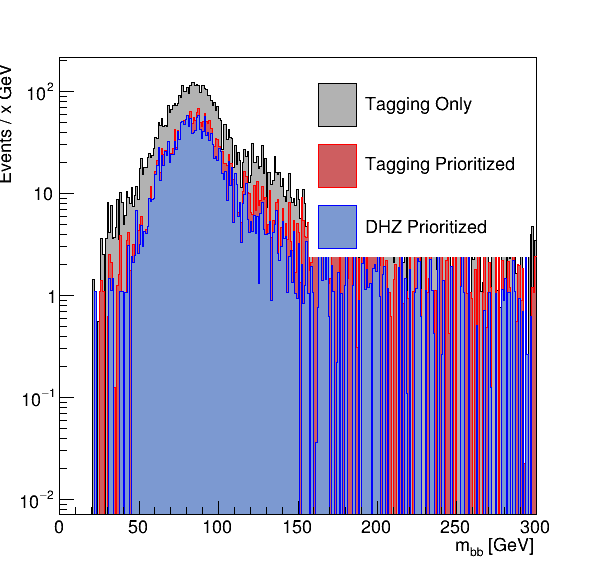 Events / x GeV
10²
10
1
10⁻¹
10⁻²
Tagging Only
Tagging Prioritized
DHZ Prioritized
0 50 100 150 200 250 300
m_bb [GeV]